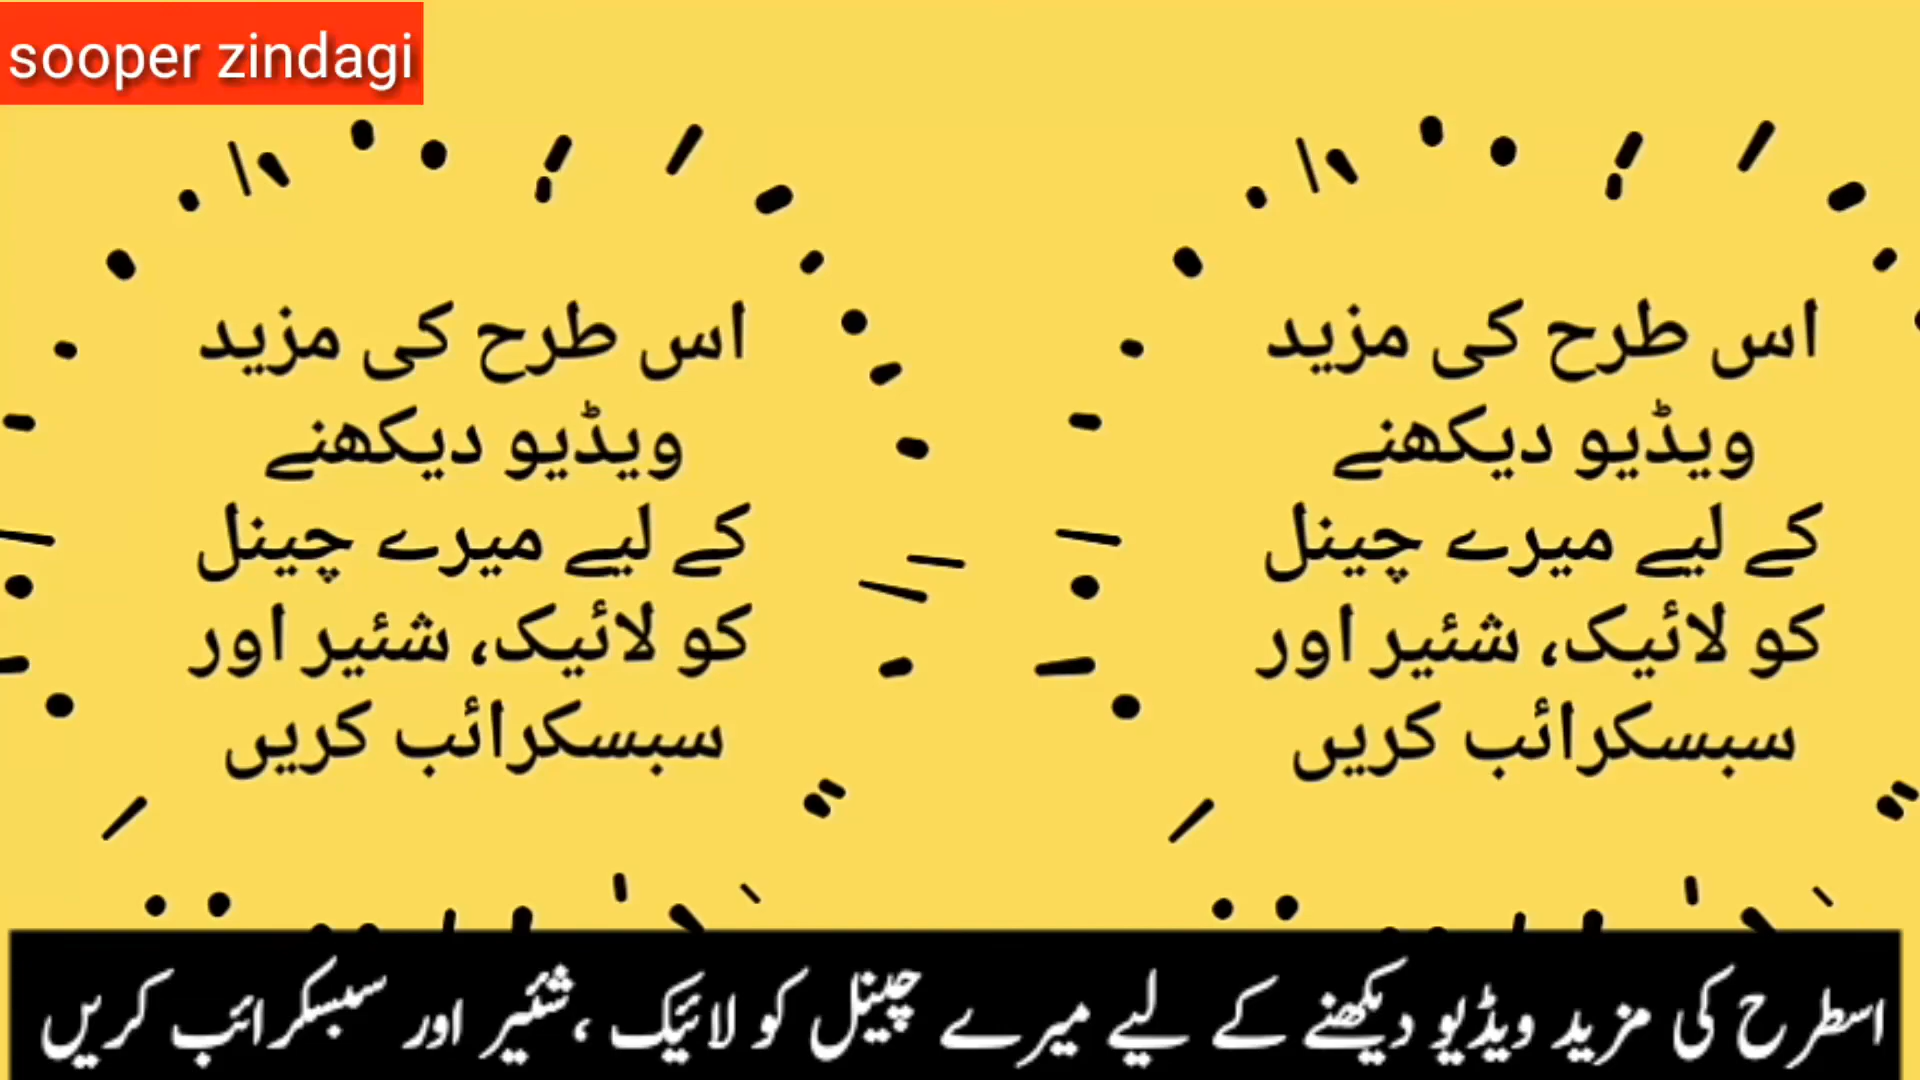 sooper zindagi
اس طرح کی مزید
ویڈیو دیکھنے
کے لیے میرے چینل
کو لائیک، شئیر اور
سبسکرائب کریں
اس طرح کی مزید
ویڈیو دیکھنے
کے لیے میرے چینل
کو لائیک، شئیر اور
سبسکرائب کریں
اسطرح کی مزید ویڈیو دیکھنے کے لیے میرے چینل کو لائیک ،شئیر اور سبسکرائب کریں